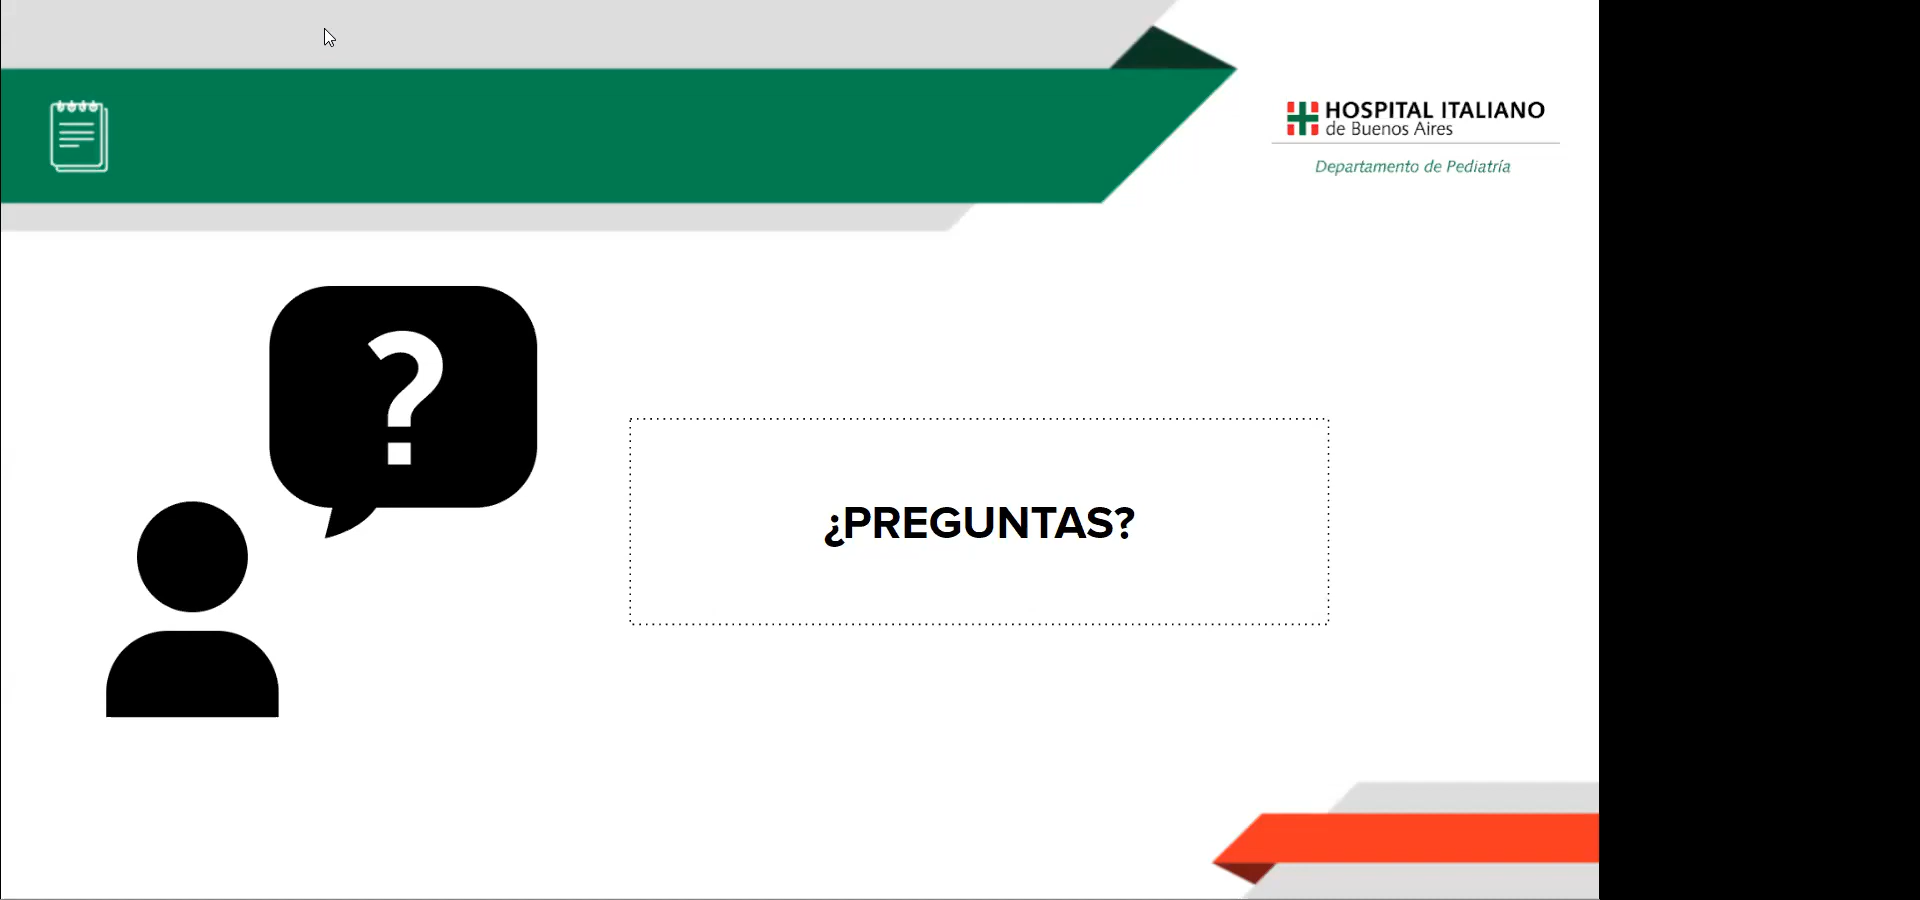 HOSPITAL ITALIANO
de Buenos Aires
Departamento de Pediatría
?
¿PREGUNTAS?